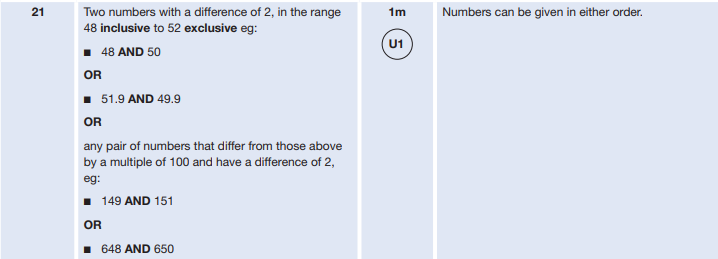 21
Two numbers with a difference of 2, in the range
48 inclusive to 52 exclusive eg:
■ 48 AND 50
OR
■ 51.9 AND 49.9
OR
any pair of numbers that differ from those above
by a multiple of 100 and have a difference of 2,
eg:
■ 149 AND 151
OR
■ 648 AND 650
1m
U1
Numbers can be given in either order.